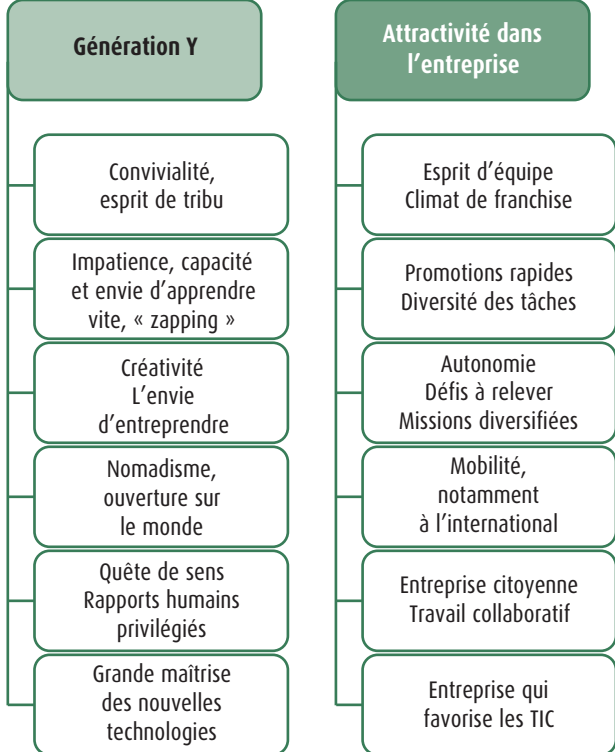 Génération Y
Convivialité,
esprit de tribu
Impatience, capacité
et envie d'apprendre
vite, « zapping »
Créativité
L'envie
d'entreprendre
Nomadisme,
ouverture sur
le monde
Quête de sens
Rapports humains
privilégiés
Grande maîtrise
des nouvelles
technologies
Attractivité dans
l'entreprise
Esprit d'équipe
Climat de franchise
Promotions rapides
Diversité des tâches
Autonomie
Défis à relever
Missions diversifiées
Mobilité,
notamment
à l'international
Entreprise citoyenne
Travail collaboratif
Entreprise qui
favorise les TIC